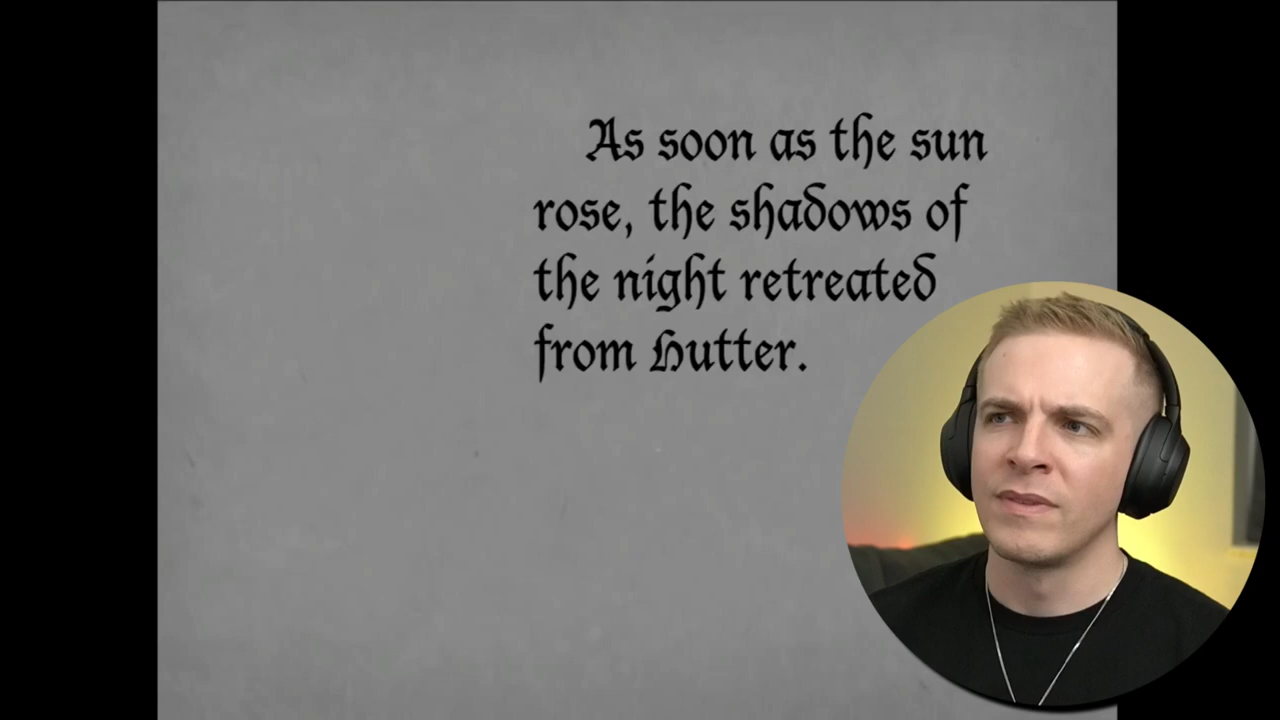 As soon as the sun
rose, the shadows of
the night retreated
from Hutter.